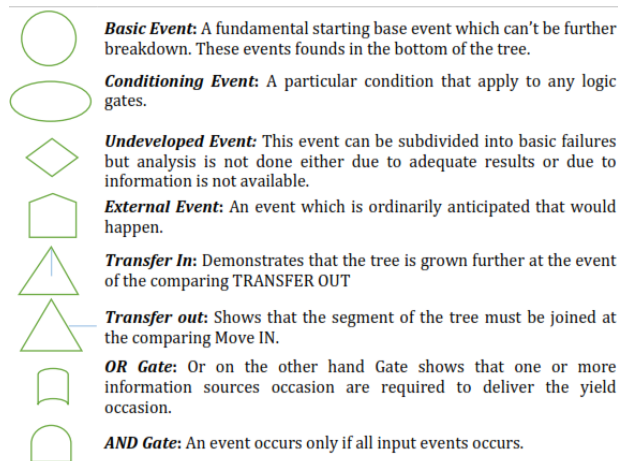 Basic Event: A fundamental starting base event which can't be further
breakdown. These events founds in the bottom of the tree.
Conditioning Event: A particular condition that apply to any logic
gates.
Undeveloped Event: This event can be subdivided into basic failures
but analysis is not done either due to adequate results or due to
information is not available.
External Event: An event which is ordinarily anticipated that would
happen.
Transfer In: Demonstrates that the tree is grown further at the event
of the comparing TRANSFER OUT
Transfer out: Shows that the segment of the tree must be joined at
the comparing Move IN.
OR Gate: Or on the other hand Gate shows that one or more
information sources occasion are required to deliver the yield
occasion.
AND Gate: An event occurs only if all input events occurs.